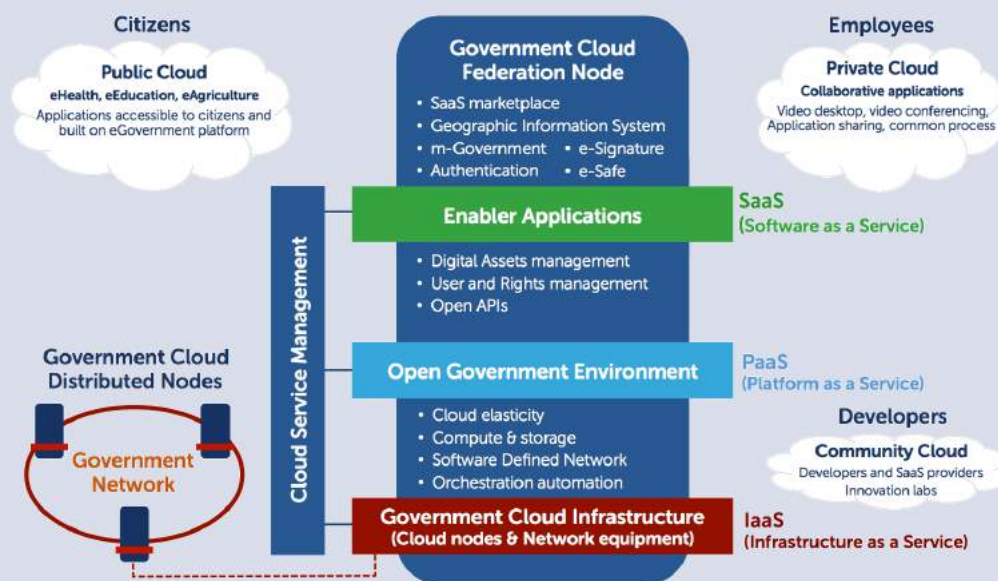 Citizens
Public Cloud
eHealth, eEducation, eAgriculture
Applications accessible to citizens and
built on eGovernment platform
Government Cloud
Federation Node
• SaaS marketplace
• Geographic Information System
• m-Government • e-Signature
• Authentication • e-Safe
Employees
Private Cloud
Collaborative applications
Video desktop, video conferencing,
Application sharing, common process
Cloud Service Management
Enabler Applications
SaaS
(Software as a Service)
• Digital Assets management
• User and Rights management
• Open APIs
Government Cloud
Distributed Nodes
Government
Network
Open Government Environment
PaaS
(Platform as a Service)
• Cloud elasticity
• Compute & storage
• Software Defined Network
• Orchestration automation
Developers
Community Cloud
Developers and SaaS providers
Innovation labs
Government Cloud Infrastructure
(Cloud nodes & Network equipment)
IaaS
(Infrastructure as a Service)